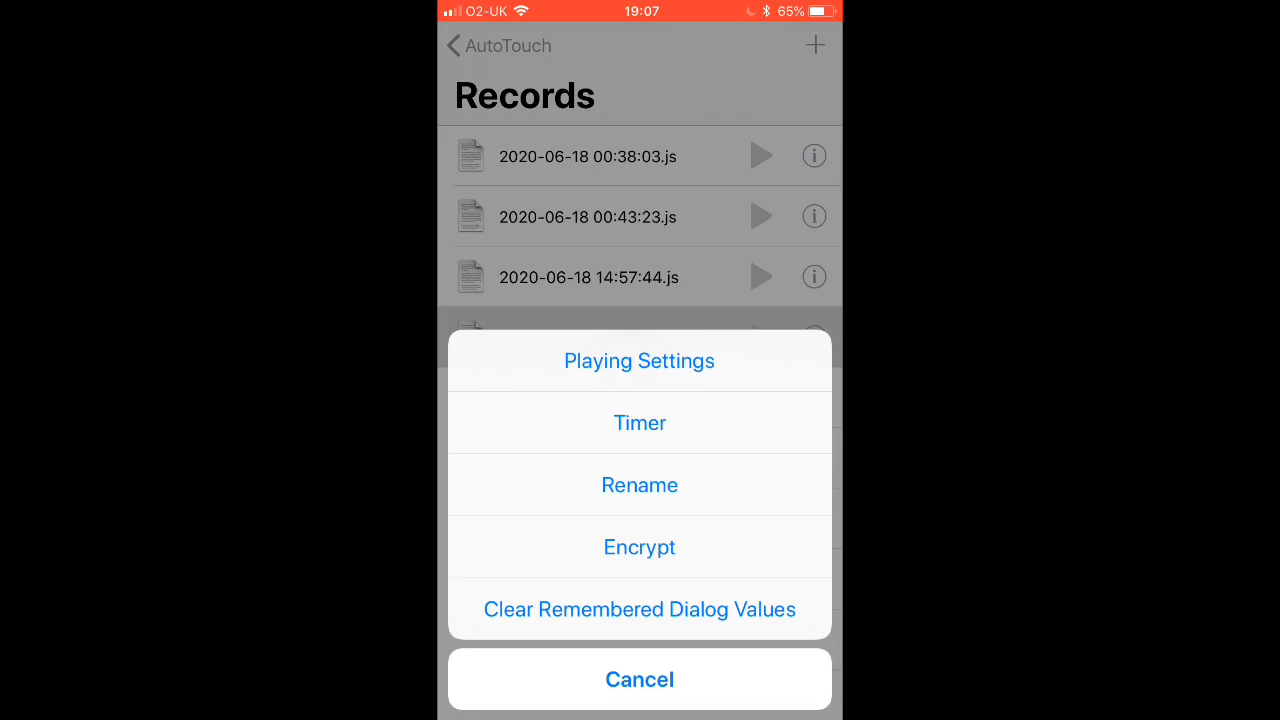 O2-UK 19:07 65%
AutoTouch
Records
2020-06-18 00:38:03.js
2020-06-18 00:43:23.js
2020-06-18 14:57:44.js
Playing Settings
Timer
Rename
Encrypt
Clear Remembered Dialog Values
Cancel